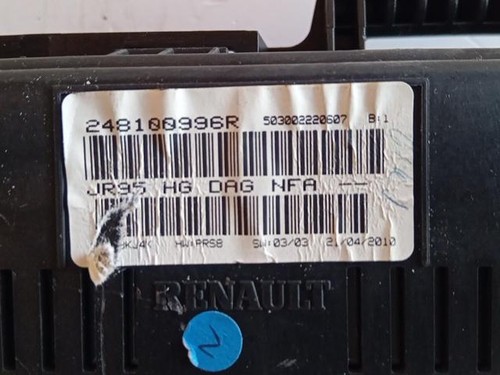 248100996R 503002220607 B:1
JR95 HG DAG NFA --
HW:PRS8 SW:03/03 21/04/2010
RENAULT
N